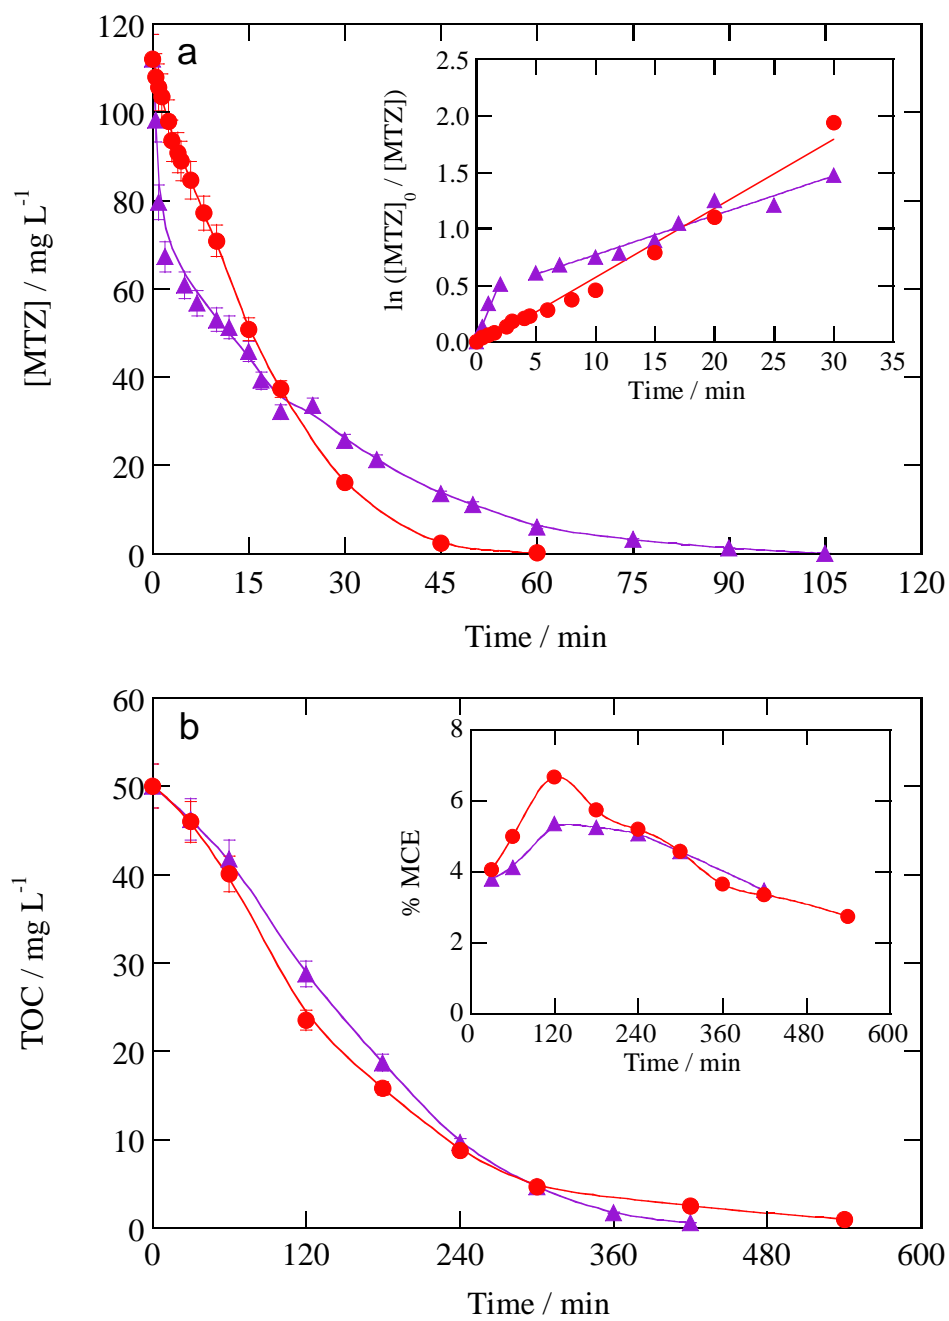 a
120
100
80
60
40
20
0
[MTZ] / mg L⁻¹
0 15 30 45 60 75 90 105 120
Time / min
2.5
2.0
1.5
1.0
0.5
0.0
ln ([MTZ]₀ / [MTZ])
0 5 10 15 20 25 30 35
Time / min
b
60
50
40
30
20
10
0
TOC / mg L⁻¹
0 120 240 360 480 600
Time / min
8
6
4
2
0
% MCE
0 120 240 360 480 600
Time / min